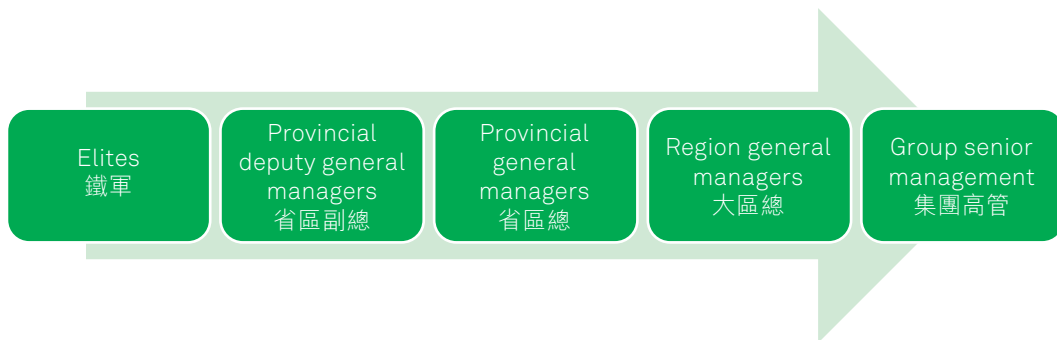 Elites
鐵軍
Provincial
deputy general
managers
省區副總
Provincial
general
managers
省區總
Region general
managers
大區總
Group senior
management
集團高管